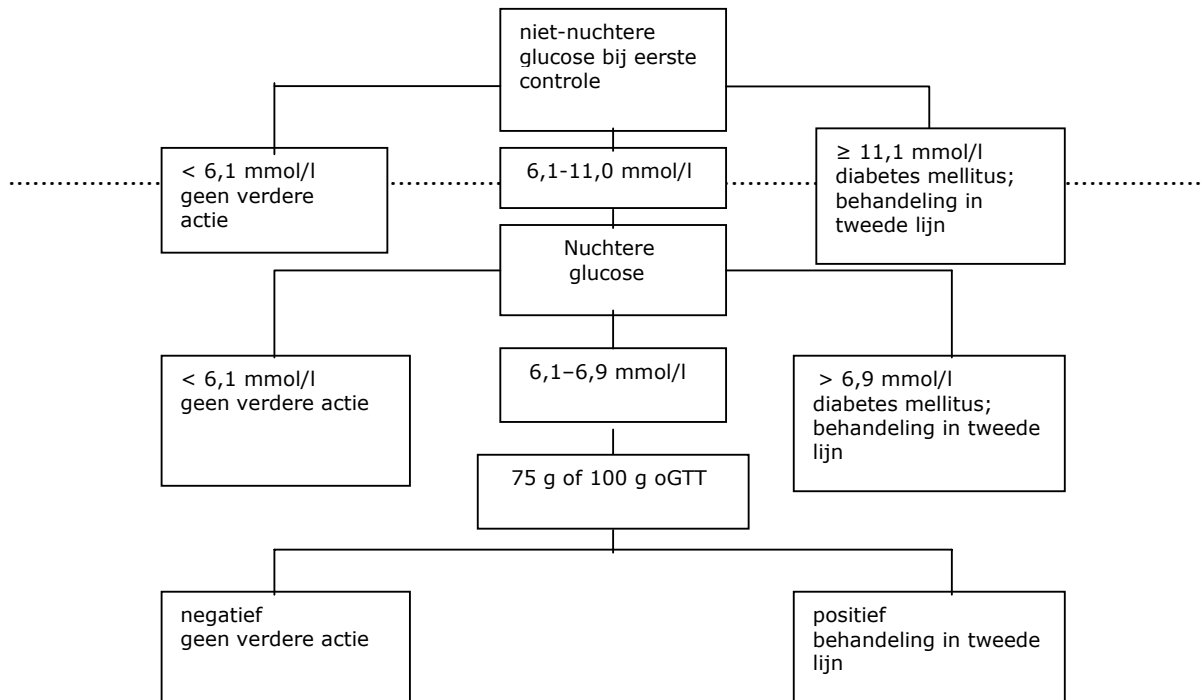 niet-nuchtere
glucose bij eerste
controle
< 6,1 mmol/l
geen verdere
actie
6,1-11,0 mmol/l
≥ 11,1 mmol/l
diabetes mellitus;
behandeling in
tweede lijn
Nuchtere
glucose
< 6,1 mmol/l
geen verdere actie
6,1–6,9 mmol/l
> 6,9 mmol/l
diabetes mellitus;
behandeling in tweede
lijn
75 g of 100 g oGTT
negatief
geen verdere actie
positief
behandeling in tweede
lijn